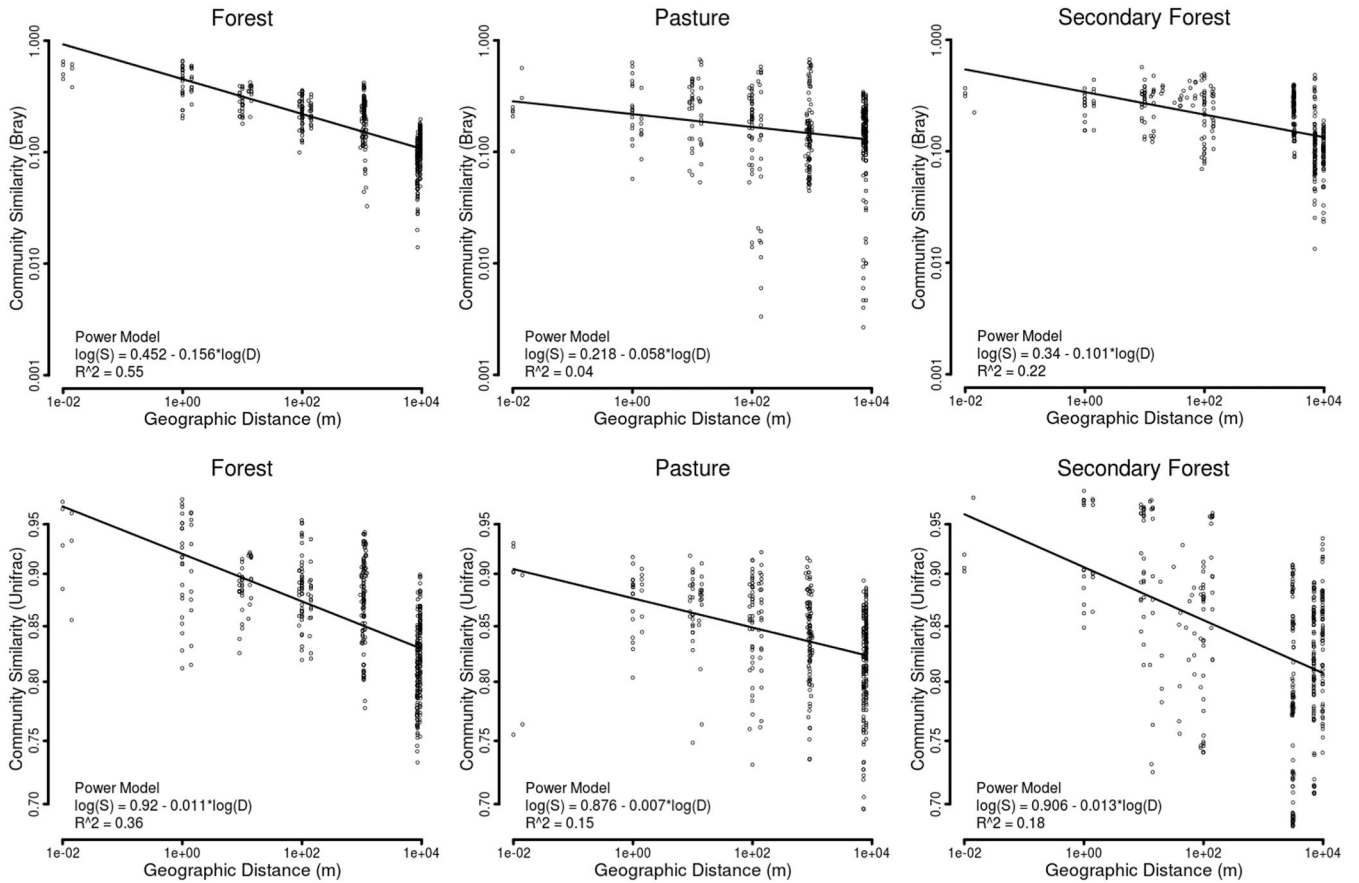 Forest
Community Similarity (Bray)
1.000
0.100
0.010
0.001
Power Model
log(S) = 0.452 - 0.156*log(D)
R^2 = 0.55
1e-02 1e+00 1e+02 1e+04
Geographic Distance (m)
Pasture
Community Similarity (Bray)
1.000
0.100
0.010
0.001
Power Model
log(S) = 0.218 - 0.058*log(D)
R^2 = 0.04
1e-02 1e+00 1e+02 1e+04
Geographic Distance (m)
Secondary Forest
Community Similarity (Bray)
1.000
0.100
0.010
0.001
Power Model
log(S) = 0.34 - 0.101*log(D)
R^2 = 0.22
1e-02 1e+00 1e+02 1e+04
Geographic Distance (m)
Forest
Community Similarity (Unifrac)
0.95
0.90
0.85
0.80
0.75
0.70
Power Model
log(S) = 0.92 - 0.011*log(D)
R^2 = 0.36
1e-02 1e+00 1e+02 1e+04
Geographic Distance (m)
Pasture
Community Similarity (Unifrac)
0.95
0.90
0.85
0.80
0.75
0.70
Power Model
log(S) = 0.876 - 0.007*log(D)
R^2 = 0.15
1e-02 1e+00 1e+02 1e+04
Geographic Distance (m)
Secondary Forest
Community Similarity (Unifrac)
0.95
0.90
0.85
0.80
0.75
0.70
Power Model
log(S) = 0.906 - 0.013*log(D)
R^2 = 0.18
1e-02 1e+00 1e+02 1e+04
Geographic Distance (m)